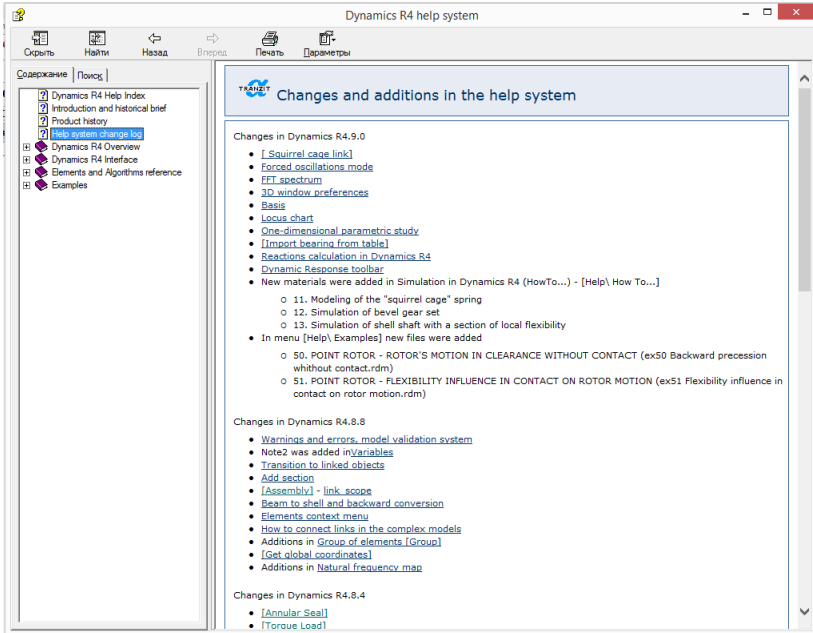 Dynamics R4 help system
Скрыть
Найти
Назад
Вперед
Печать
Параметры
Содержание
Поиск
Dynamics R4 Help Index
Introduction and historical brief
Product history
Help system change log
Dynamics R4 Overview
Dynamics R4 Interface
Elements and Algorithms reference
Examples
TRANZIT
Changes and additions in the help system
Changes in Dynamics R4.9.0
[ Squirrel cage link]
Forced oscillations mode
FFT spectrum
3D window preferences
Basis
Locus chart
One-dimensional parametric study
[Import bearing from table]
Reactions calculation in Dynamics R4
Dynamic Response toolbar
New materials were added in Simulation in Dynamics R4 (HowTo...) - [Help\ How To...]
11. Modeling of the "squirrel cage" spring
12. Simulation of bevel gear set
13. Simulation of shell shaft with a section of local flexibility
In menu [Help\ Examples] new files were added
50. POINT ROTOR - ROTOR'S MOTION IN CLEARANCE WITHOUT CONTACT (ex50 Backward precession
whithout contact.rdm)
51. POINT ROTOR - FLEXIBILITY INFLUENCE IN CONTACT ON ROTOR MOTION (ex51 Flexibility influence in
contact on rotor motion.rdm)
Changes in Dynamics R4.8.8
Warnings and errors, model validation system
Note2 was added inVariables
Transition to linked objects
Add section
[Assembly] - link_scope
Beam to shell and backward conversion
Elements context menu
How to connect links in the complex models
Additions in Group of elements [Group]
[Get global coordinates]
Additions in Natural frequency map
Changes in Dynamics R4.8.4
[Annular Seal]
[Torque Load]